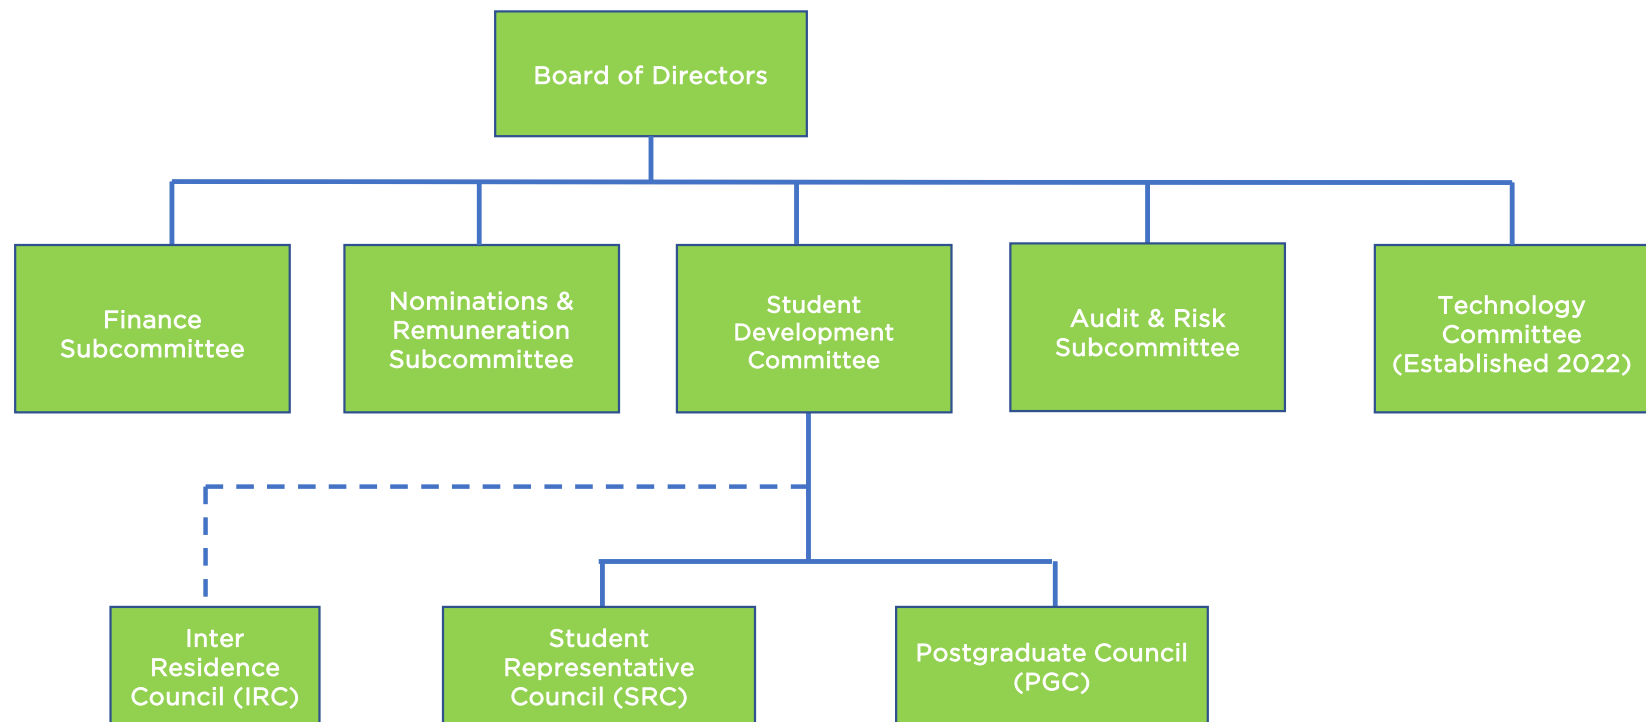 Board of Directors
Finance
Subcommittee
Nominations &
Remuneration
Subcommittee
Student
Development
Committee
Audit & Risk
Subcommittee
Technology
Committee
(Established 2022)
Inter
Residence
Council (IRC)
Student
Representative
Council (SRC)
Postgraduate Council
(PGC)